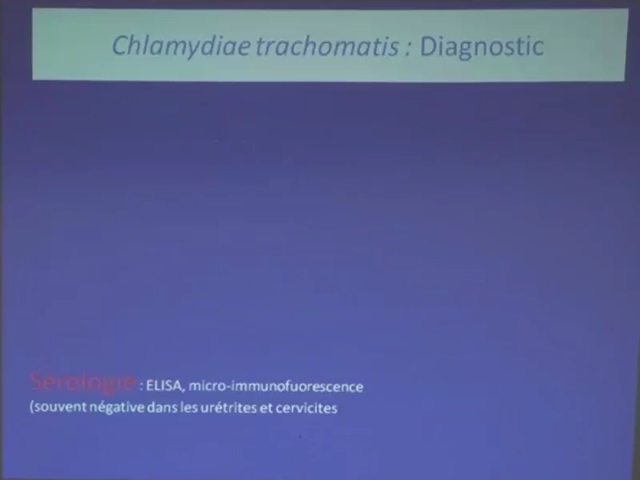 Chlamydiae trachomatis : Diagnostic
Sérologie : ELISA, micro-immunofuorescence
(souvent négative dans les urétrites et cervicites